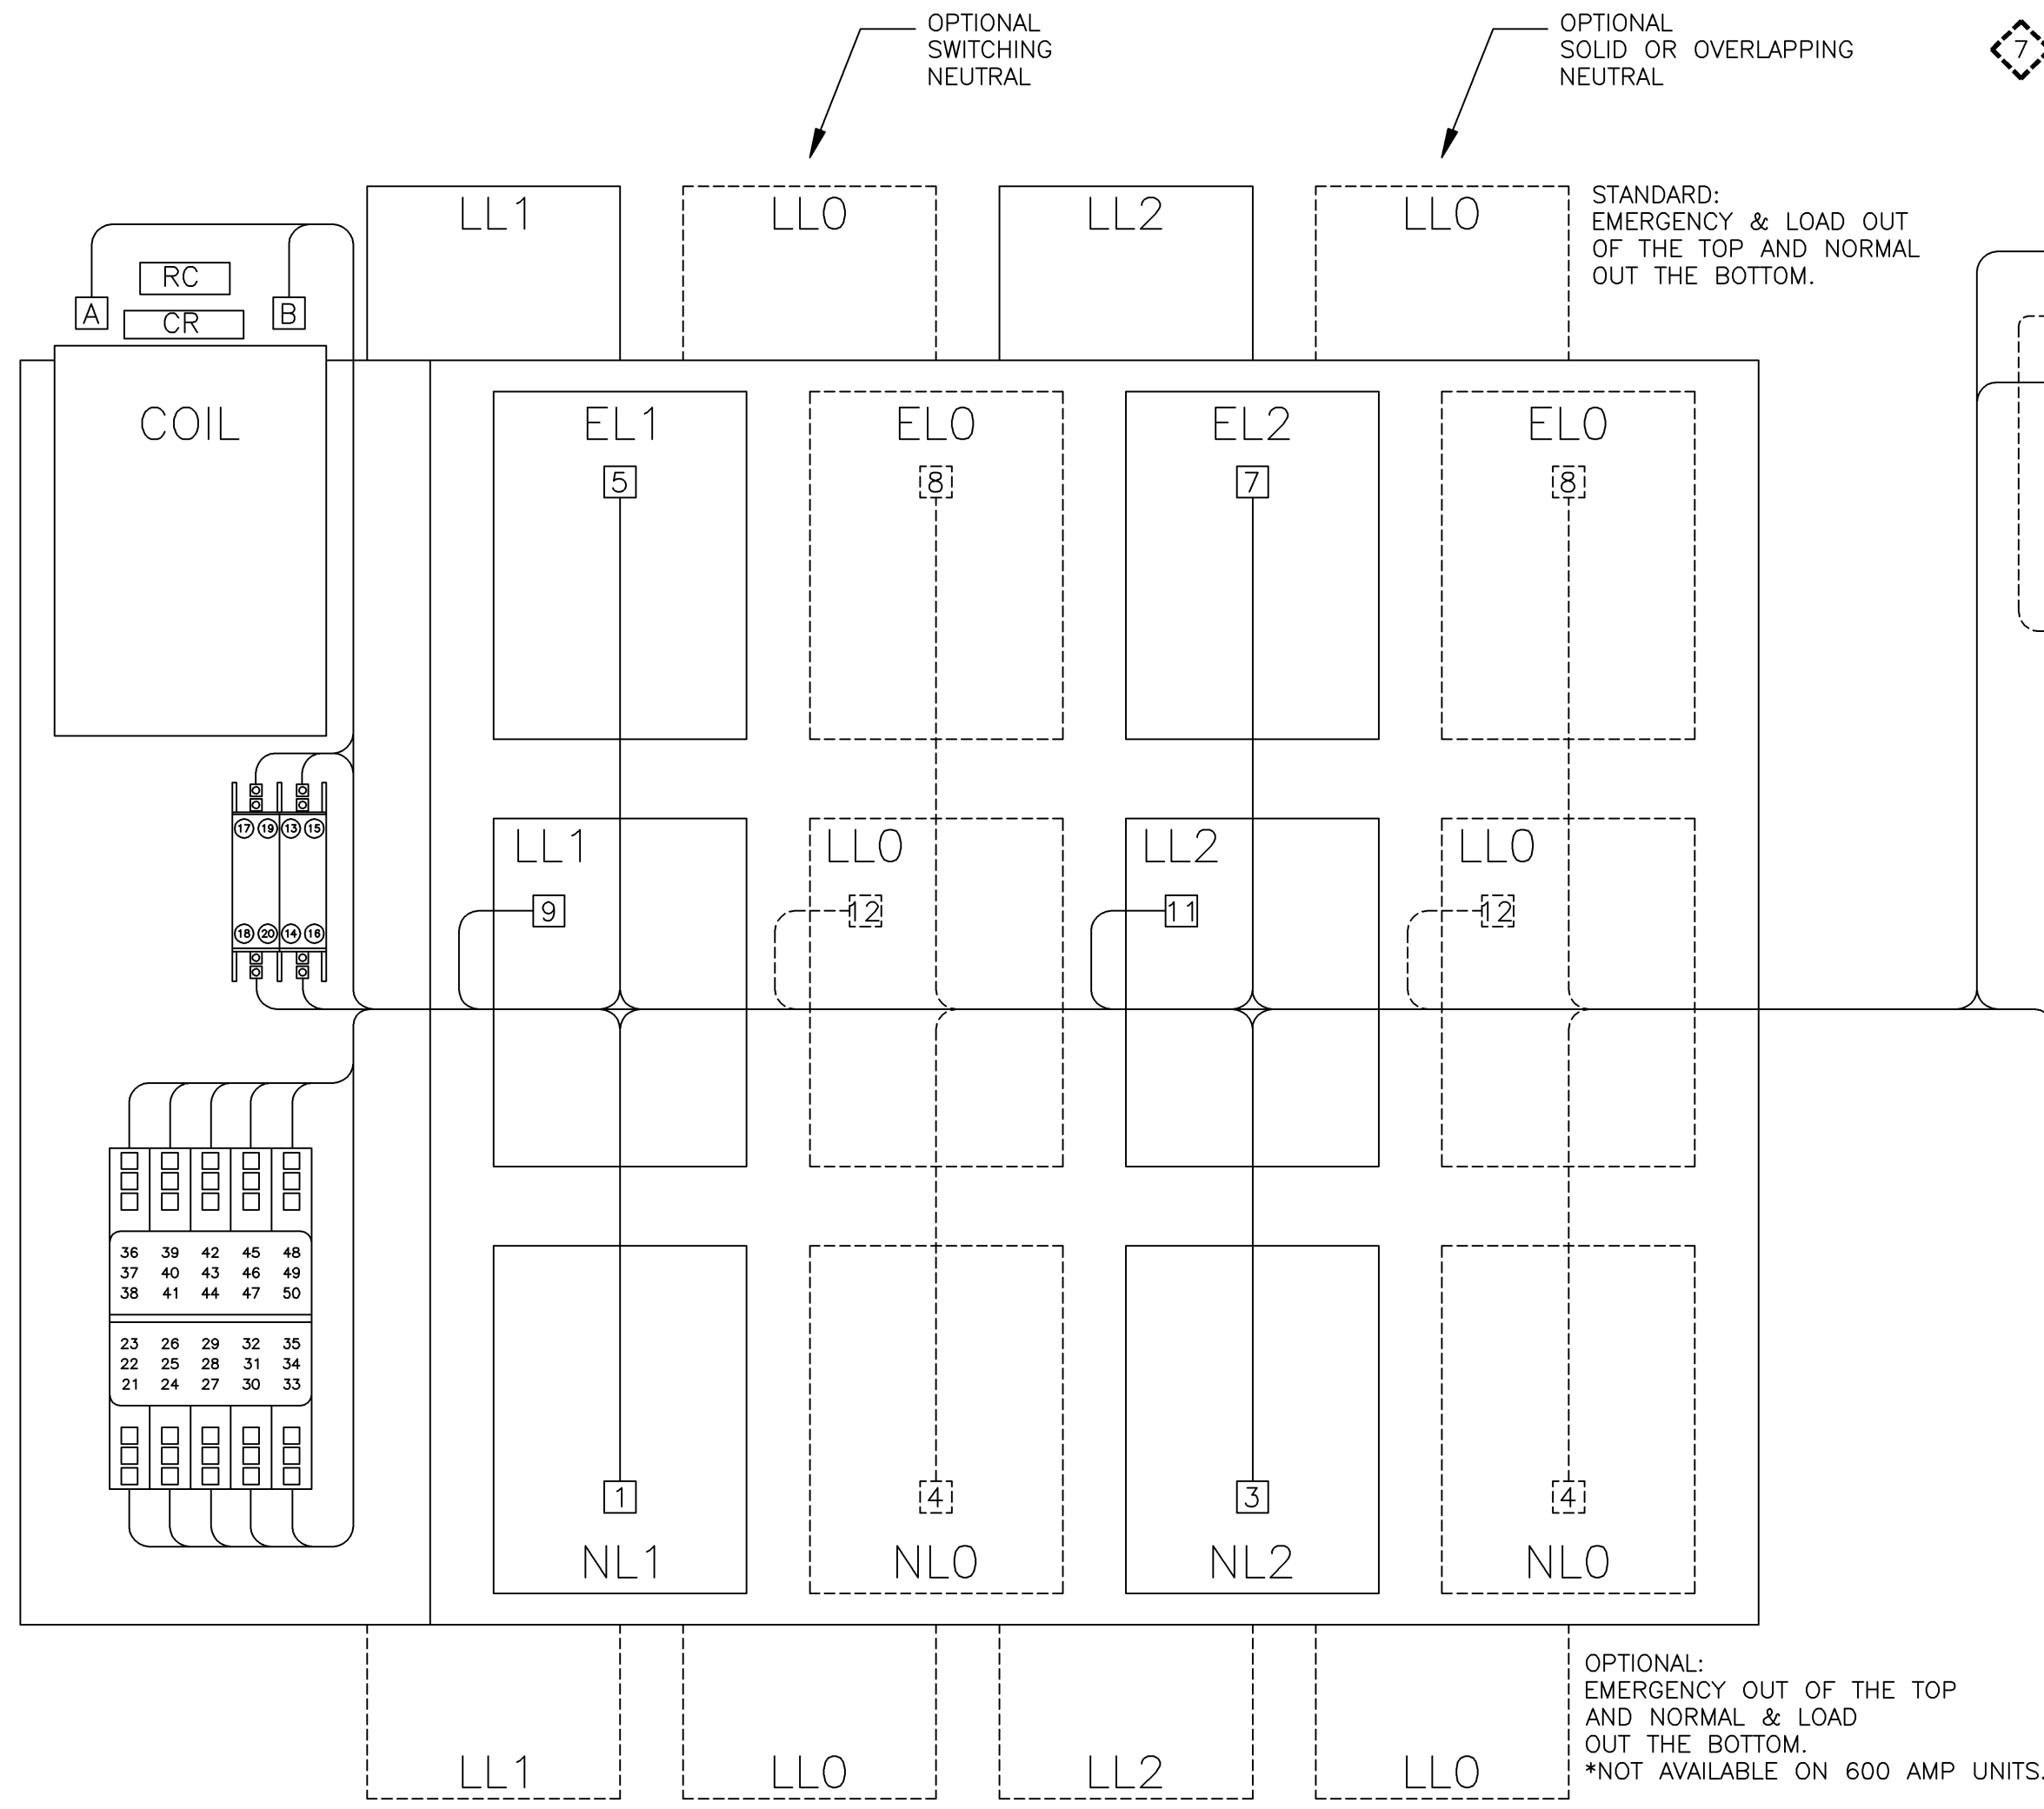 OPTIONAL
SWITCHING
NEUTRAL
OPTIONAL
SOLID OR OVERLAPPING
NEUTRAL
7
LL1
LL0
LL2
LL0
STANDARD:
EMERGENCY & LOAD OUT
OF THE TOP AND NORMAL
OUT THE BOTTOM.
RC
A
CR
B
COIL
EL1
EL0
EL2
EL0
5
8
7
8
17 19 13 15
LL1
LL0
LL2
LL0
9
12
11
12
18 20 14 16
36 39 42 45 48
37 40 43 46 49
38 41 44 47 50
23 26 29 32 35
22 25 28 31 34
21 24 27 30 33
1
4
3
4
NL1
NL0
NL2
NL0
OPTIONAL:
EMERGENCY OUT OF THE TOP
AND NORMAL & LOAD
OUT THE BOTTOM.
*NOT AVAILABLE ON 600 AMP UNITS.
LL1
LL0
LL2
LL0